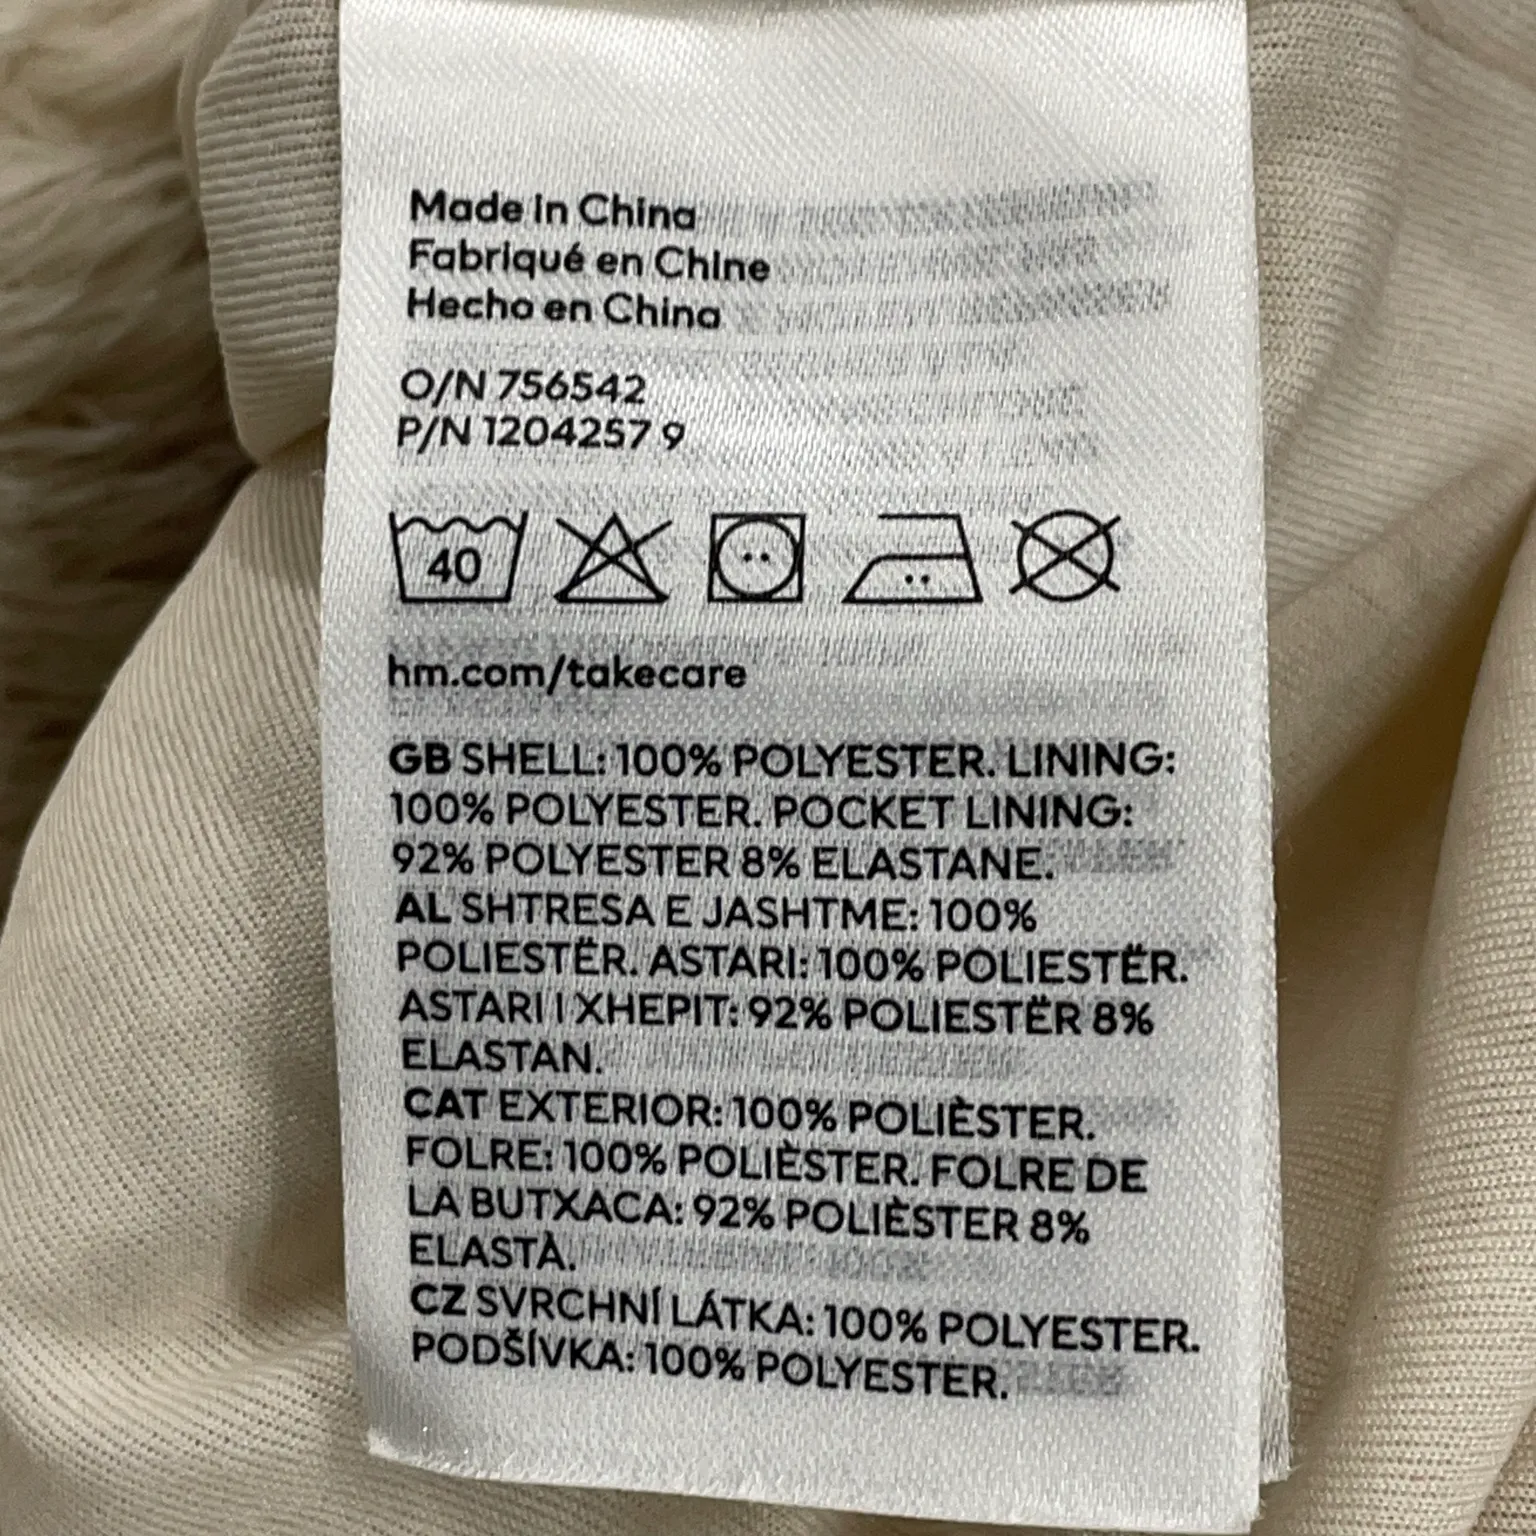 Made in China
Fabriqué en Chine
Hecho en China
O/N 756542
P/N 1204257 9
40
hm.com/takecare
GB SHELL: 100% POLYESTER. LINING:
100% POLYESTER. POCKET LINING:
92% POLYESTER 8% ELASTANE.
AL SHTRESA E JASHTME: 100%
POLIESTËR. ASTARI: 100% POLIESTËR.
ASTARI I XHEPIT: 92% POLIESTËR 8%
ELASTAN.
CAT EXTERIOR: 100% POLIÈSTER.
FOLRE: 100% POLIÈSTER. FOLRE DE
LA BUTXACA: 92% POLIÈSTER 8%
ELASTÀ.
CZ SVRCHNÍ LÁTKA: 100% POLYESTER.
PODŠÍVKA: 100% POLYESTER.